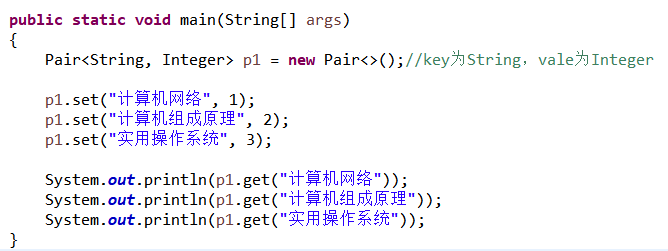 public static void main(String[] args)
{
    Pair<String, Integer> p1 = new Pair<>();//key为String，vale为Integer
    p1.set("计算机网络", 1);
    p1.set("计算机组成原理", 2);
    p1.set("实用操作系统", 3);
    System.out.println(p1.get("计算机网络"));
    System.out.println(p1.get("计算机组成原理"));
    System.out.println(p1.get("实用操作系统"));
}